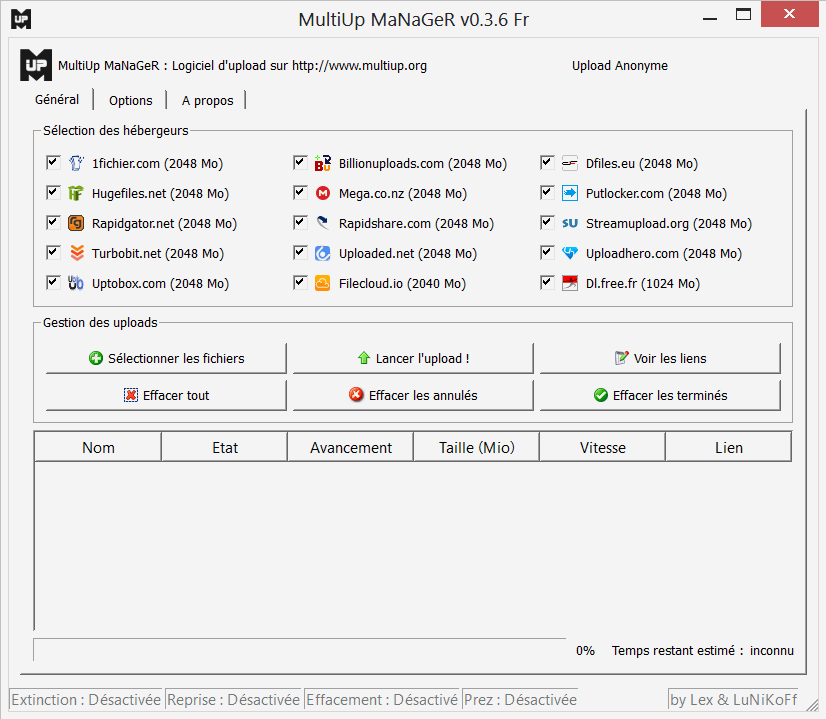 MultiUp MaNaGeR v0.3.6 Fr
UP MultiUp MaNaGeR : Logiciel d'upload sur http://www.multiup.org Upload Anonyme
Général Options A propos
Sélection des hébergeurs
1fichier.com (2048 Mo) Billionuploads.com (2048 Mo) Dfiles.eu (2048 Mo)
Hugefiles.net (2048 Mo) Mega.co.nz (2048 Mo) Putlocker.com (2048 Mo)
Rapidgator.net (2048 Mo) Rapidshare.com (2048 Mo) Streamupload.org (2048 Mo)
Turbobit.net (2048 Mo) Uploaded.net (2048 Mo) Uploadhero.com (2048 Mo)
Uptobox.com (2048 Mo) Filecloud.io (2040 Mo) Dl.free.fr (1024 Mo)
Gestion des uploads
Sélectionner les fichiers Lancer l'upload ! Voir les liens
Effacer tout Effacer les annulés Effacer les terminés
Nom Etat Avancement Taille (Mio) Vitesse Lien
0% Temps restant estimé : inconnu
Extinction : Désactivée Reprise : Désactivée Effacement : Désactivé Prez : Désactivée by Lex & LuNiKoFf